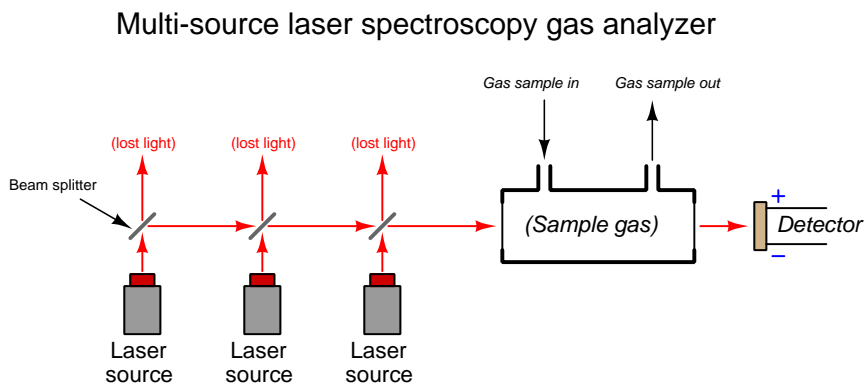 Multi-source laser spectroscopy gas analyzer
Gas sample in
Gas sample out
(lost light)
(lost light)
(lost light)
Beam splitter
(Sample gas)
+
Detector
−
Laser
source
Laser
source
Laser
source